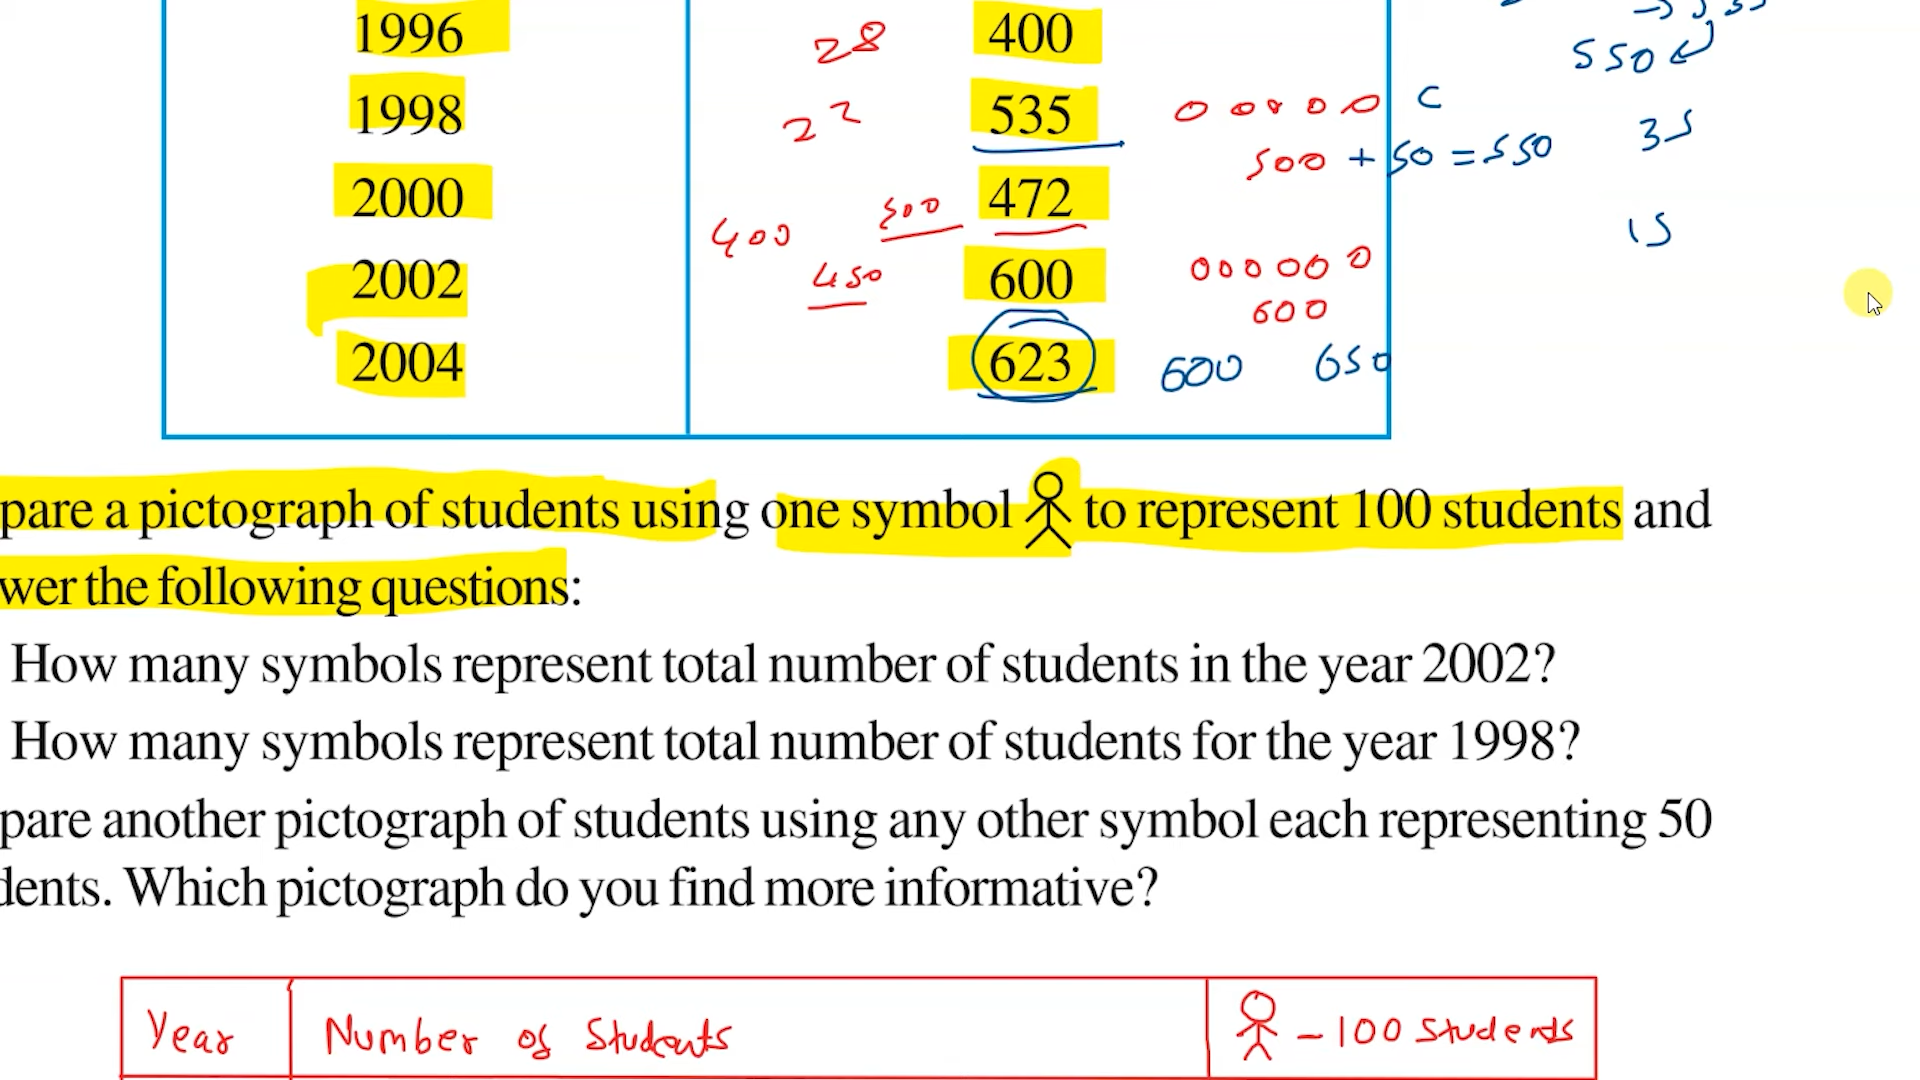 1996 28 400
550
1998 22 535 0 0 0 0 0 C 35
500 + 50 = 550
2000 500 472 15
400
2002 450 600 0 0 0 0 0 0
600
2004 623 600 650
pare a pictograph of students using one symbol to represent 100 students and
wer the following questions:
How many symbols represent total number of students in the year 2002?
How many symbols represent total number of students for the year 1998?
pare another pictograph of students using any other symbol each representing 50
dents. Which pictograph do you find more informative?
Year Number of Students – 100 Students